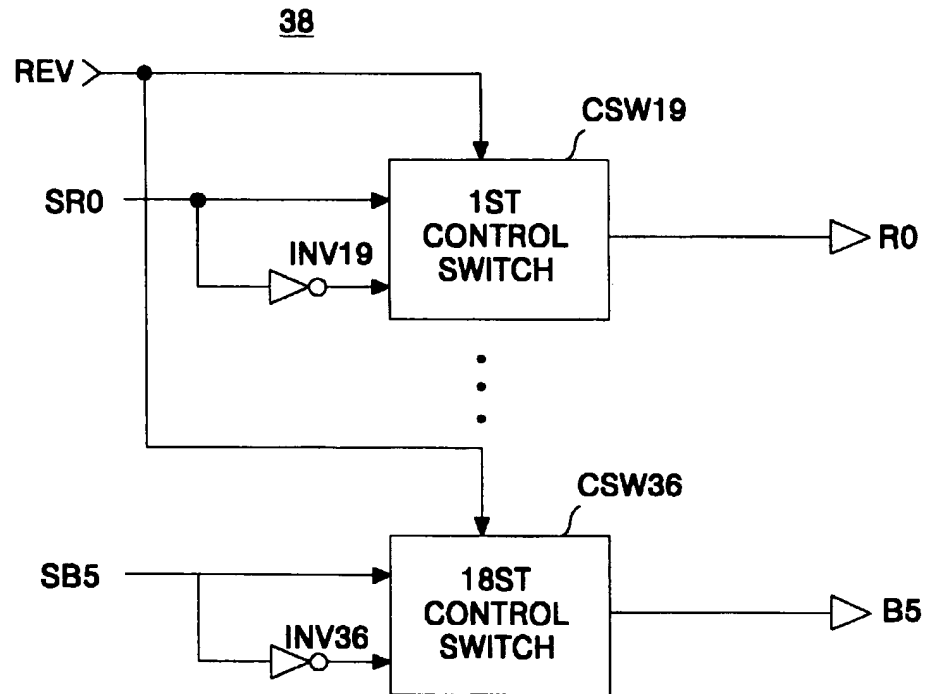 38
REV
CSW19
SR0
1ST
CONTROL
SWITCH
R0
INV19
CSW36
SB5
18ST
CONTROL
SWITCH
B5
INV36